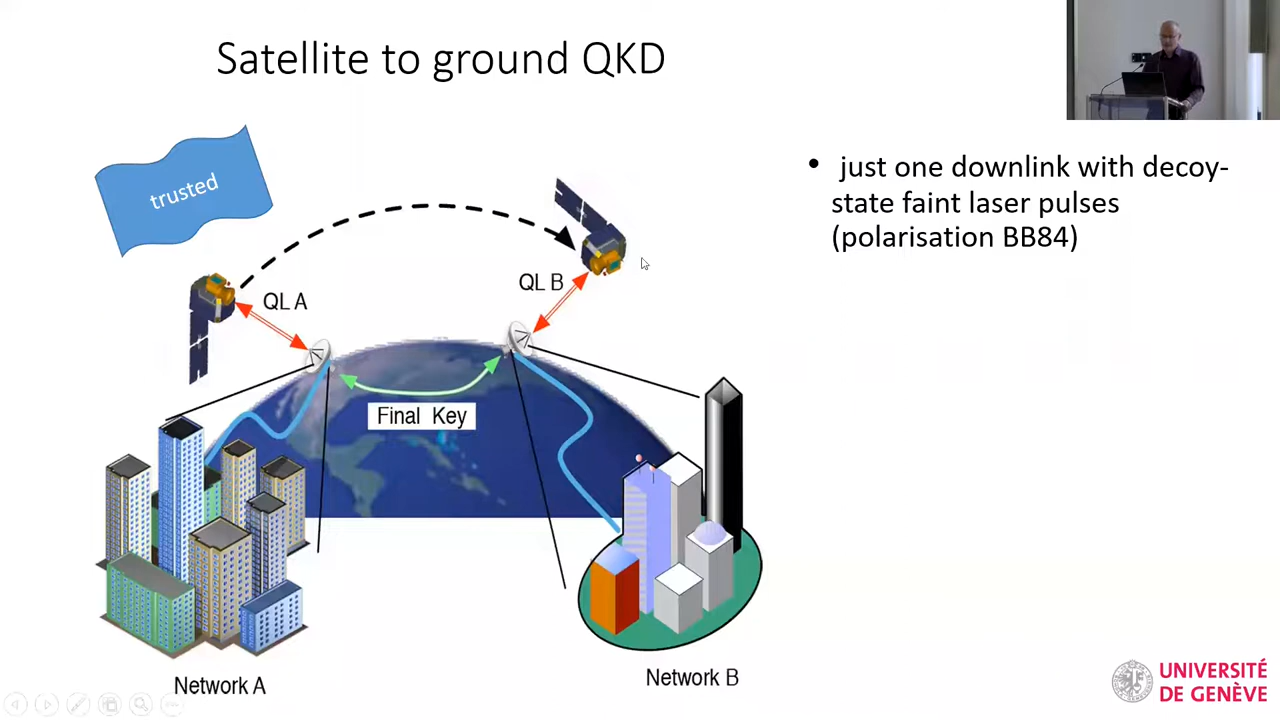 Satellite to ground QKD
trusted
• just one downlink with decoy-
state faint laser pulses
(polarisation BB84)
QL A
QL B
Final Key
Network A
Network B
UNIVERSITÉ
DE GENÈVE